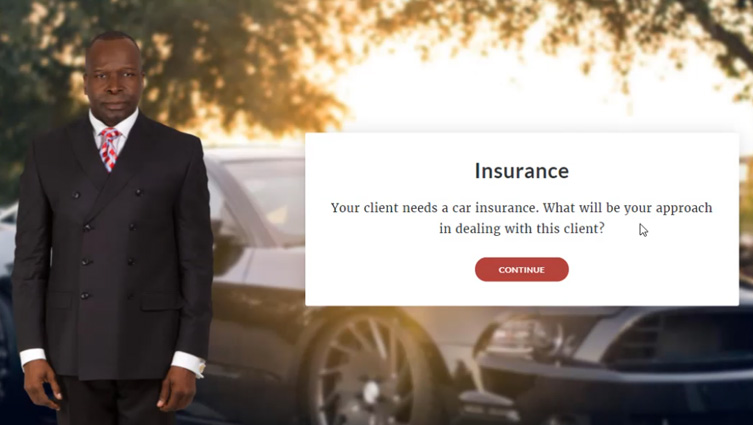 Insurance
Your client needs a car insurance. What will be your approach
in dealing with this client?
CONTINUE